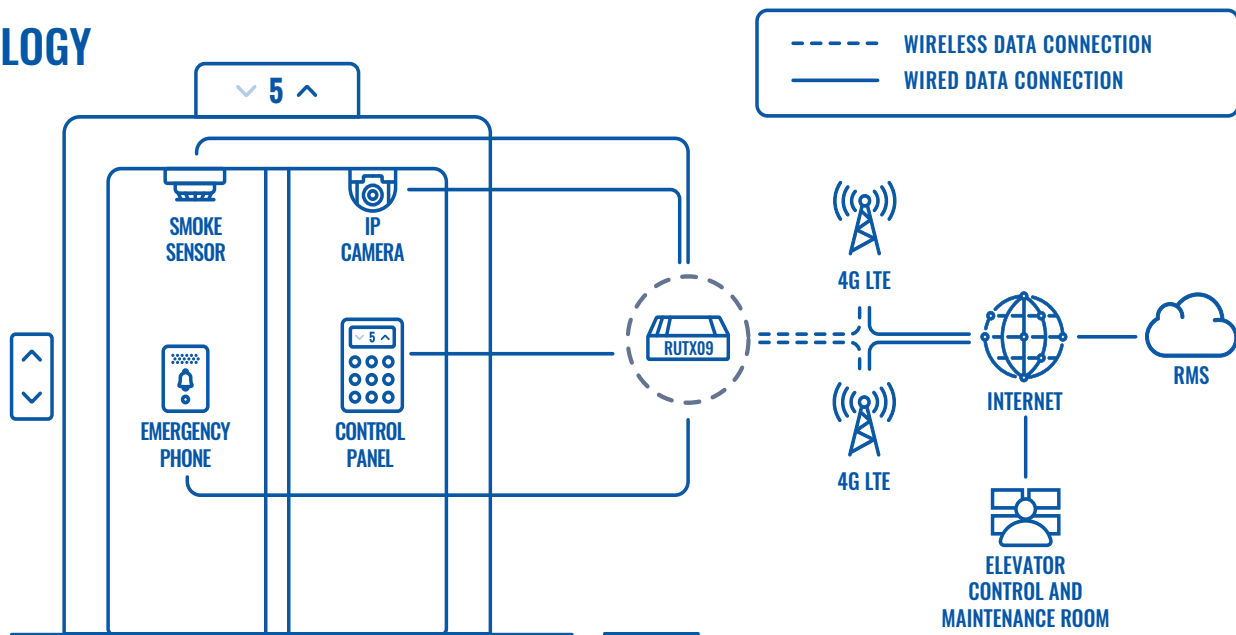 LOGY
WIRELESS DATA CONNECTION
WIRED DATA CONNECTION
5
SMOKE
SENSOR
IP
CAMERA
4G LTE
5
RUTX09
RMS
INTERNET
EMERGENCY
PHONE
CONTROL
PANEL
4G LTE
ELEVATOR
CONTROL AND
MAINTENANCE ROOM